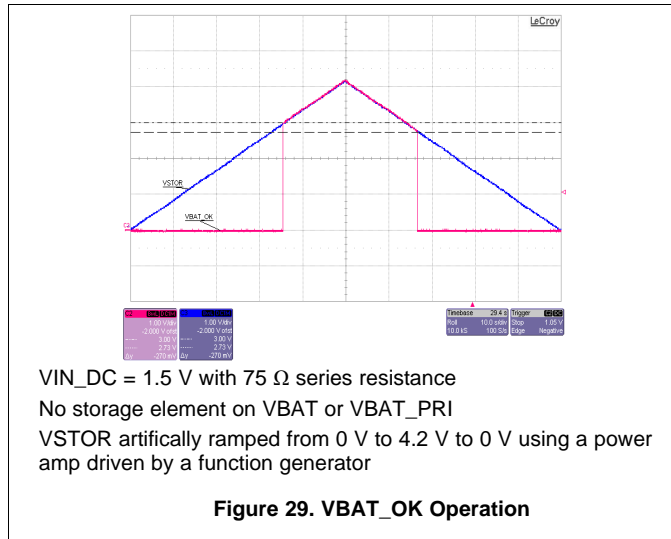 LeCroy
VSTOR
VBAT_OK
1.00 V/div
-2.000 V ofst
3.00 V
2.73 V
Δy -270 mV
1.00 V/div
-2.000 V ofst
3.00 V
2.73 V
-270 mV
Timebase 29.4 s
Roll 10.0 s/div
10.0 kS 100 S/s
Trigger
Stop 1.05 V
Edge Negative
VIN_DC = 1.5 V with 75 Ω series resistance
No storage element on VBAT or VBAT_PRI
VSTOR artifically ramped from 0 V to 4.2 V to 0 V using a power
amp driven by a function generator
Figure 29. VBAT_OK Operation